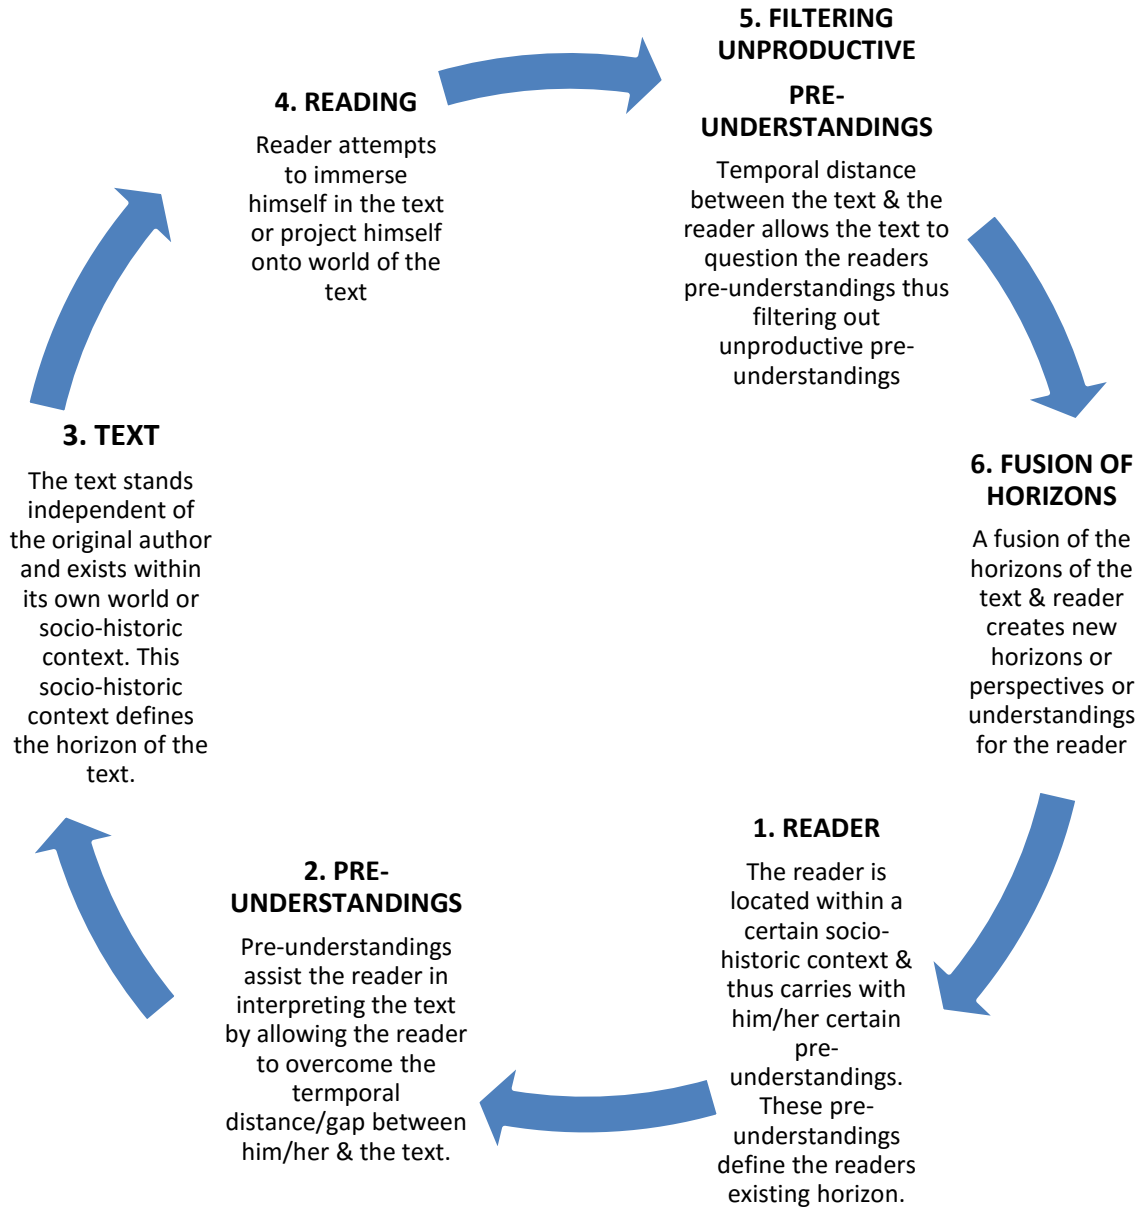 5. FILTERING
UNPRODUCTIVE
PRE-
UNDERSTANDINGS
Temporal distance
between the text & the
reader allows the text to
question the readers
pre-understandings thus
filtering out
unproductive pre-
understandings
4. READING
Reader attempts
to immerse
himself in the text
or project himself
onto world of the
text
3. TEXT
The text stands
independent of
the original author
and exists within
its own world or
socio-historic
context. This
socio-historic
context defines
the horizon of the
text.
6. FUSION OF
HORIZONS
A fusion of the
horizons of the
text & reader
creates new
horizons or
perspectives or
understandings
for the reader
1. READER
The reader is
located within a
certain socio-
historic context &
thus carries with
him/her certain
pre-
understandings.
These pre-
understandings
define the readers
existing horizon.
2. PRE-
UNDERSTANDINGS
Pre-understandings
assist the reader in
interpreting the text
by allowing the reader
to overcome the
termporal
distance/gap between
him/her & the text.